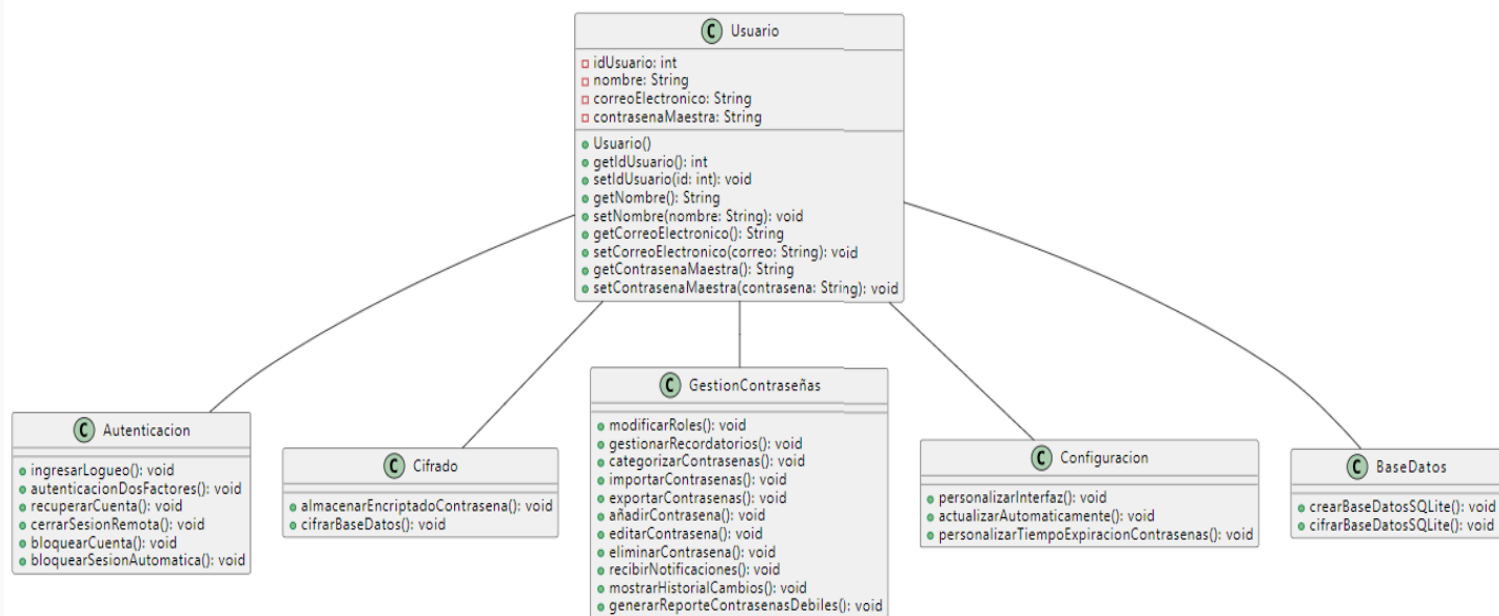 C Usuario
idUsuario: int
nombre: String
correoElectronico: String
contrasenaMaestra: String
Usuario()
getIdUsuario(): int
setIdUsuario(id: int): void
getNombre(): String
setNombre(nombre: String): void
getCorreoElectronico(): String
setCorreoElectronico(correo: String): void
getContrasenaMaestra(): String
setContrasenaMaestra(contrasena: String): void
C Autenticacion
ingresarLogueo(): void
autenticacionDosFactores(): void
recuperarCuenta(): void
cerrarSesionRemota(): void
bloquearCuenta(): void
bloquearSesionAutomatica(): void
C Cifrado
almacenarEncriptadoContrasena(): void
cifrarBaseDatos(): void
C GestionContraseñas
modificarRoles(): void
gestionarRecordatorios(): void
categorizarContrasenas(): void
importarContrasenas(): void
exportarContrasenas(): void
añadirContrasena(): void
editarContrasena(): void
eliminarContrasena(): void
recibirNotificaciones(): void
mostrarHistorialCambios(): void
generarReporteContrasenasDebiles(): void
C Configuracion
personalizarInterfaz(): void
actualizarAutomaticamente(): void
personalizarTiempoExpiracionContrasenas(): void
C BaseDatos
crearBaseDatosSQLite(): void
cifrarBaseDatosSQLite(): void